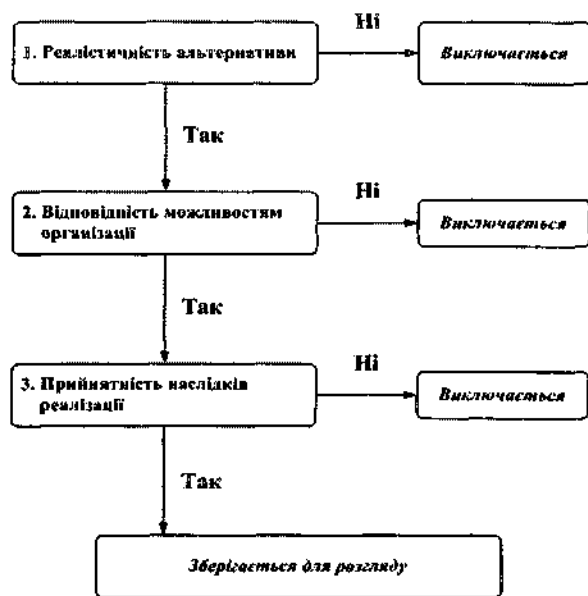 Ні
1. Реалістичність альтернативи
Виключається
Так
Ні
2. Відповідність можливостям
організації
Виключається
Так
Ні
3. Прийнятність наслідків
реалізації
Виключається
Так
Зберігається для розгляду